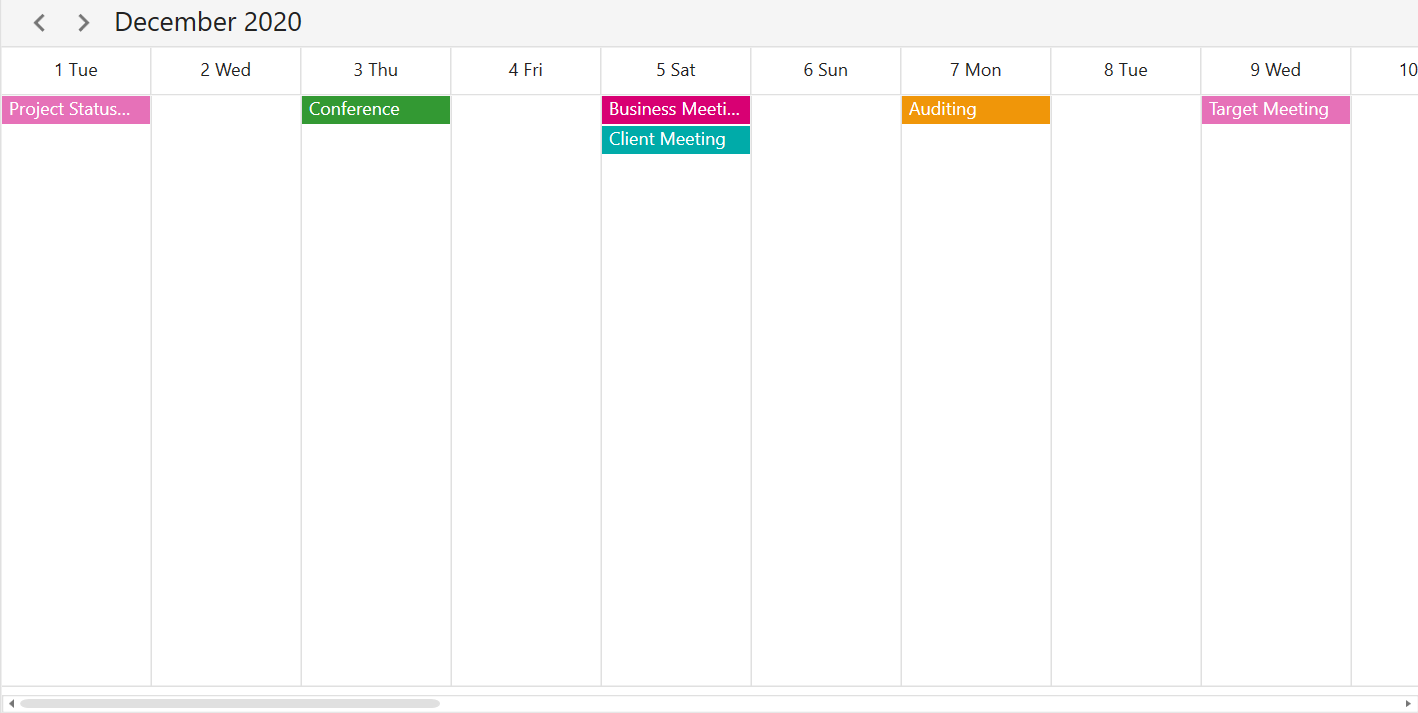 December 2020
1 Tue 2 Wed 3 Thu 4 Fri 5 Sat 6 Sun 7 Mon 8 Tue 9 Wed 10
Project Status... Conference Business Meeti... Auditing Target Meeting
Client Meeting